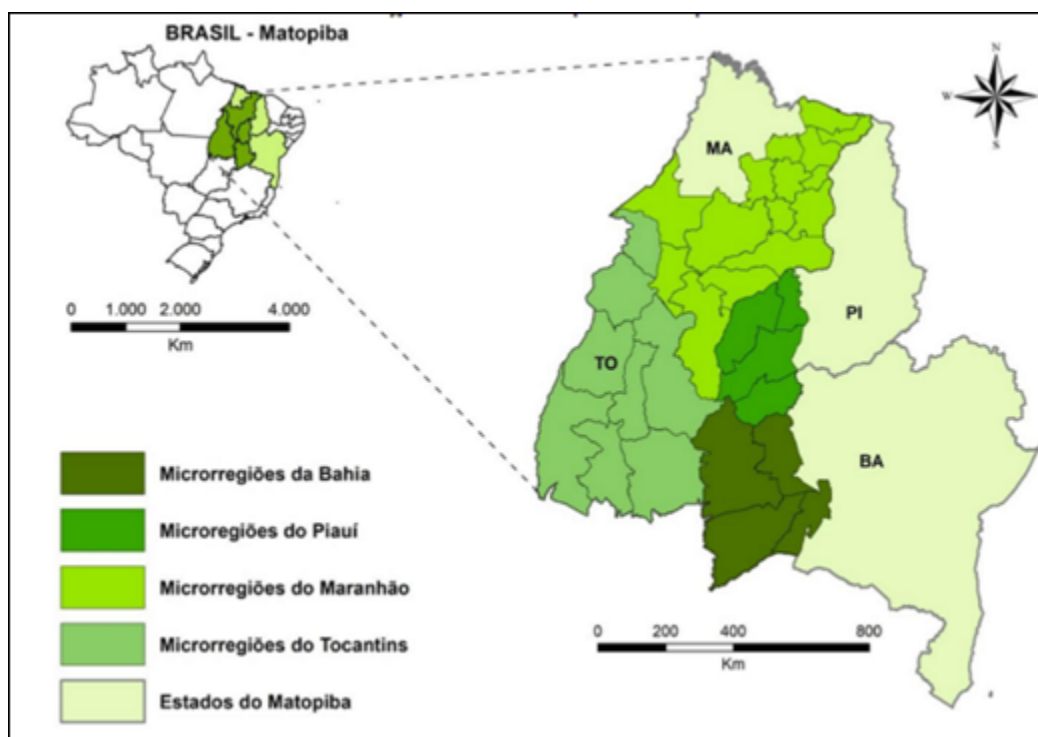 BRASIL - Matopiba
N
W
S
MA
PI
TO
BA
0 1.000 2.000 4.000
Km
Microrregiões da Bahia
Microregiões do Piauí
Microrregiões do Maranhão
Microrregiões do Tocantins
Estados do Matopiba
0 200 400 800
Km